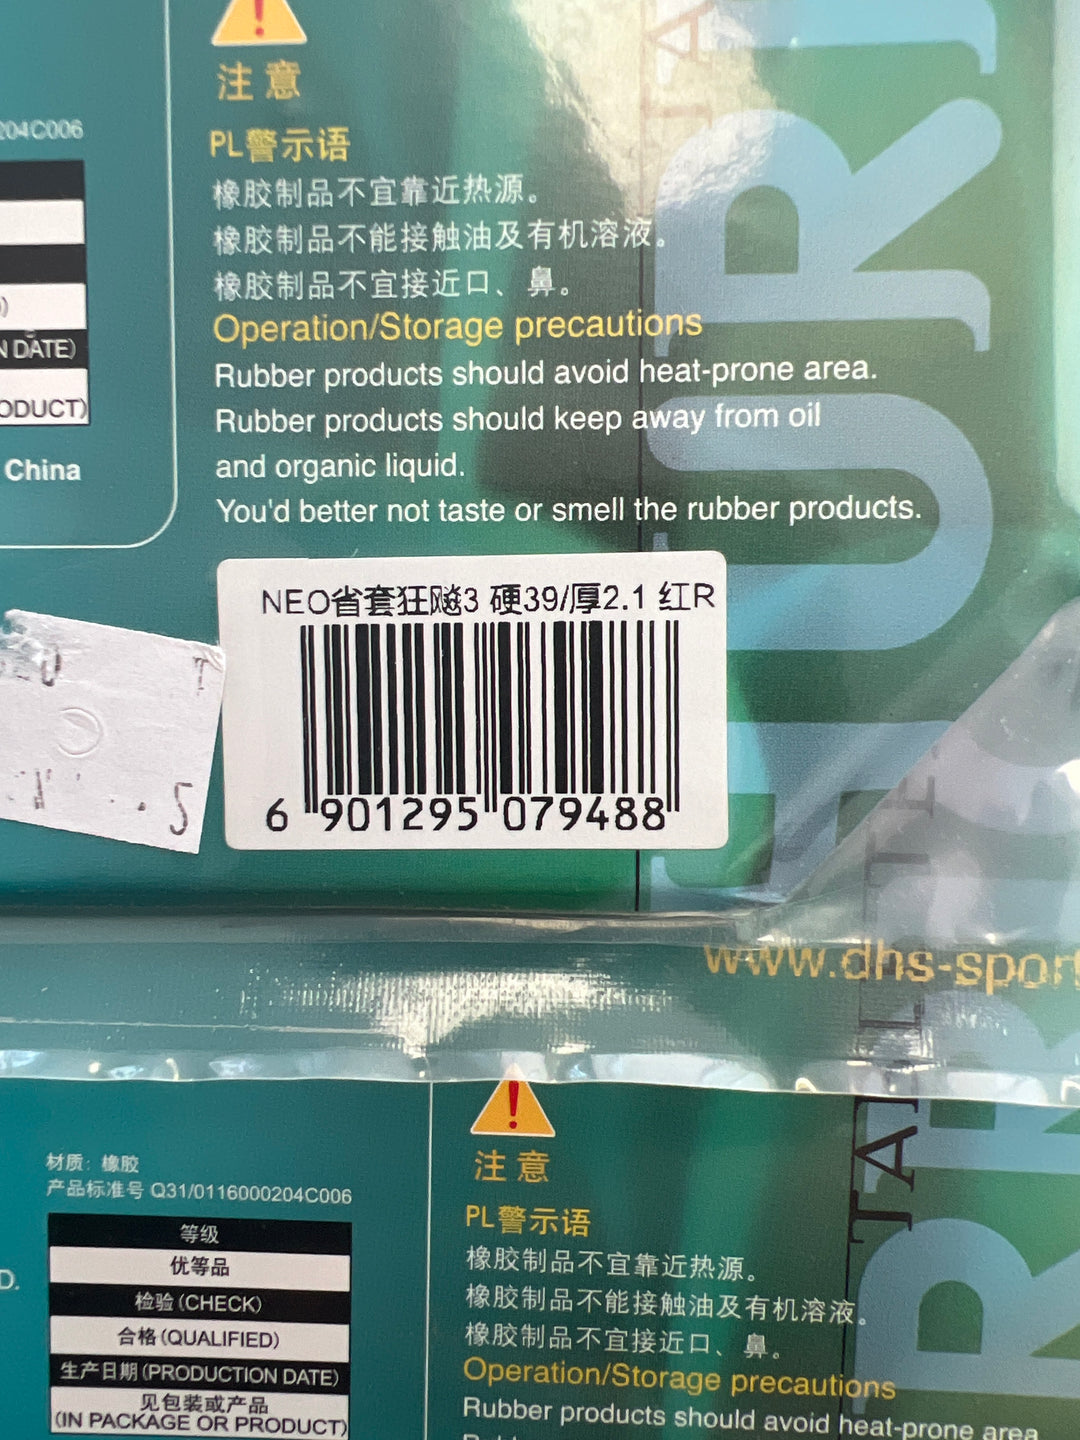 注 意
204C006
PL警示语
橡胶制品不宜靠近热源。
橡胶制品不能接触油及有机溶液。
橡胶制品不宜接近口、鼻。
Operation/Storage precautions
Rubber products should avoid heat-prone area.
Rubber products should keep away from oil
and organic liquid.
You'd better not taste or smell the rubber products.
N DATE)
ODUCT)
China
NEO省套狂飚3 硬39/厚2.1 红R
6 901295 079488
T
5
www.dhs-sport
材质：橡胶
产品标准号 Q31/0116000204C006
等级
优等品
检验(CHECK)
合格(QUALIFIED)
生产日期(PRODUCTION DATE)
见包装或产品
(IN PACKAGE OR PRODUCT)
D.
注 意
PL警示语
橡胶制品不宜靠近热源。
橡胶制品不能接触油及有机溶液。
橡胶制品不宜接近口、鼻。
Operation/Storage precautions
Rubber products should avoid heat-prone area